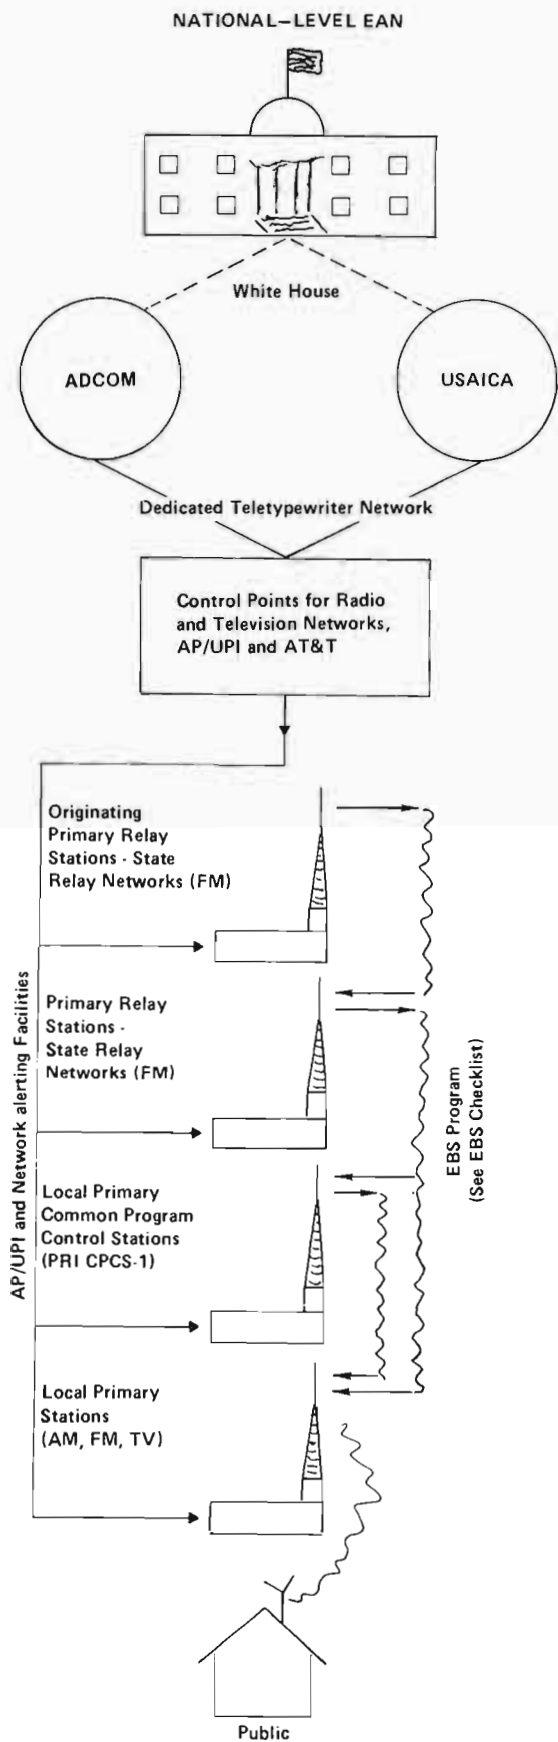 NATIONAL–LEVEL EAN
White House
ADCOM
USAICA
Dedicated Teletypewriter Network
Control Points for Radio
and Television Networks,
AP/UPI and AT&T
Originating
Primary Relay
Stations - State
Relay Networks (FM)
Primary Relay
Stations -
State Relay
Networks (FM)
Local Primary
Common Program
Control Stations
(PRI CPCS-1)
Local Primary
Stations
(AM, FM, TV)
AP/UPI and Network alerting Facilities
EBS Program
(See EBS Checklist)
Public